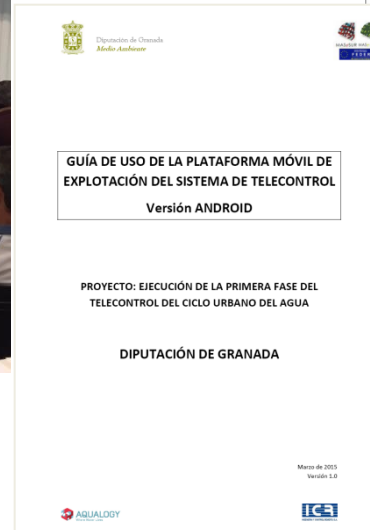 Diputación de Granada
Medio Ambiente
FEDER
GUÍA DE USO DE LA PLATAFORMA MÓVIL DE
EXPLOTACIÓN DEL SISTEMA DE TELECONTROL
Versión ANDROID
PROYECTO: EJECUCIÓN DE LA PRIMERA FASE DEL
TELECONTROL DEL CICLO URBANO DEL AGUA
DIPUTACIÓN DE GRANADA
Marzo de 2015
Versión 1.0
AQUALOGY